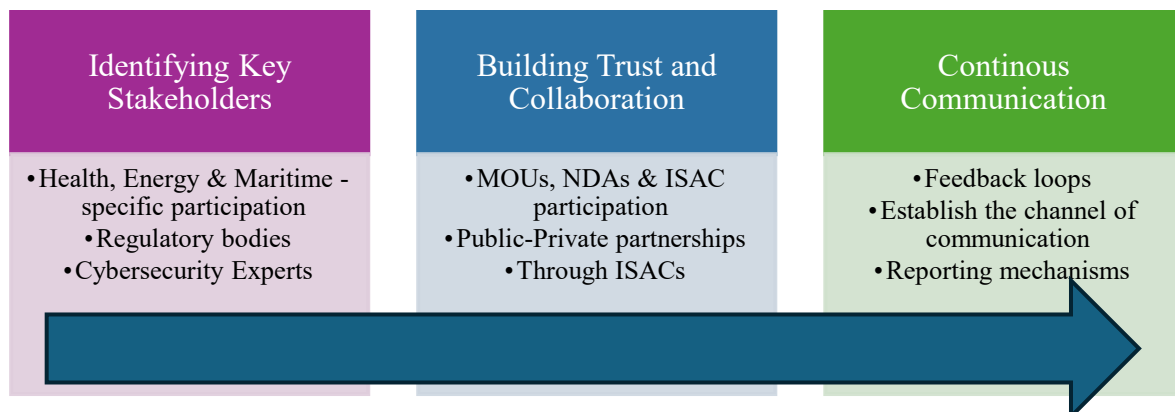 Identifying Key
Stakeholders
•Health, Energy & Maritime -
specific participation
•Regulatory bodies
•Cybersecurity Experts
Building Trust and
Collaboration
•MOUs, NDAs & ISAC
participation
•Public-Private partnerships
•Through ISACs
Continous
Communication
•Feedback loops
•Establish the channel of
communication
•Reporting mechanisms